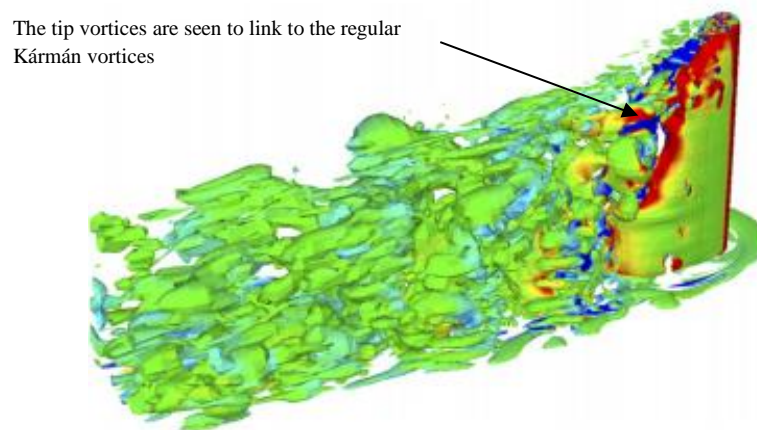 The tip vortices are seen to link to the regular
Kármán vortices